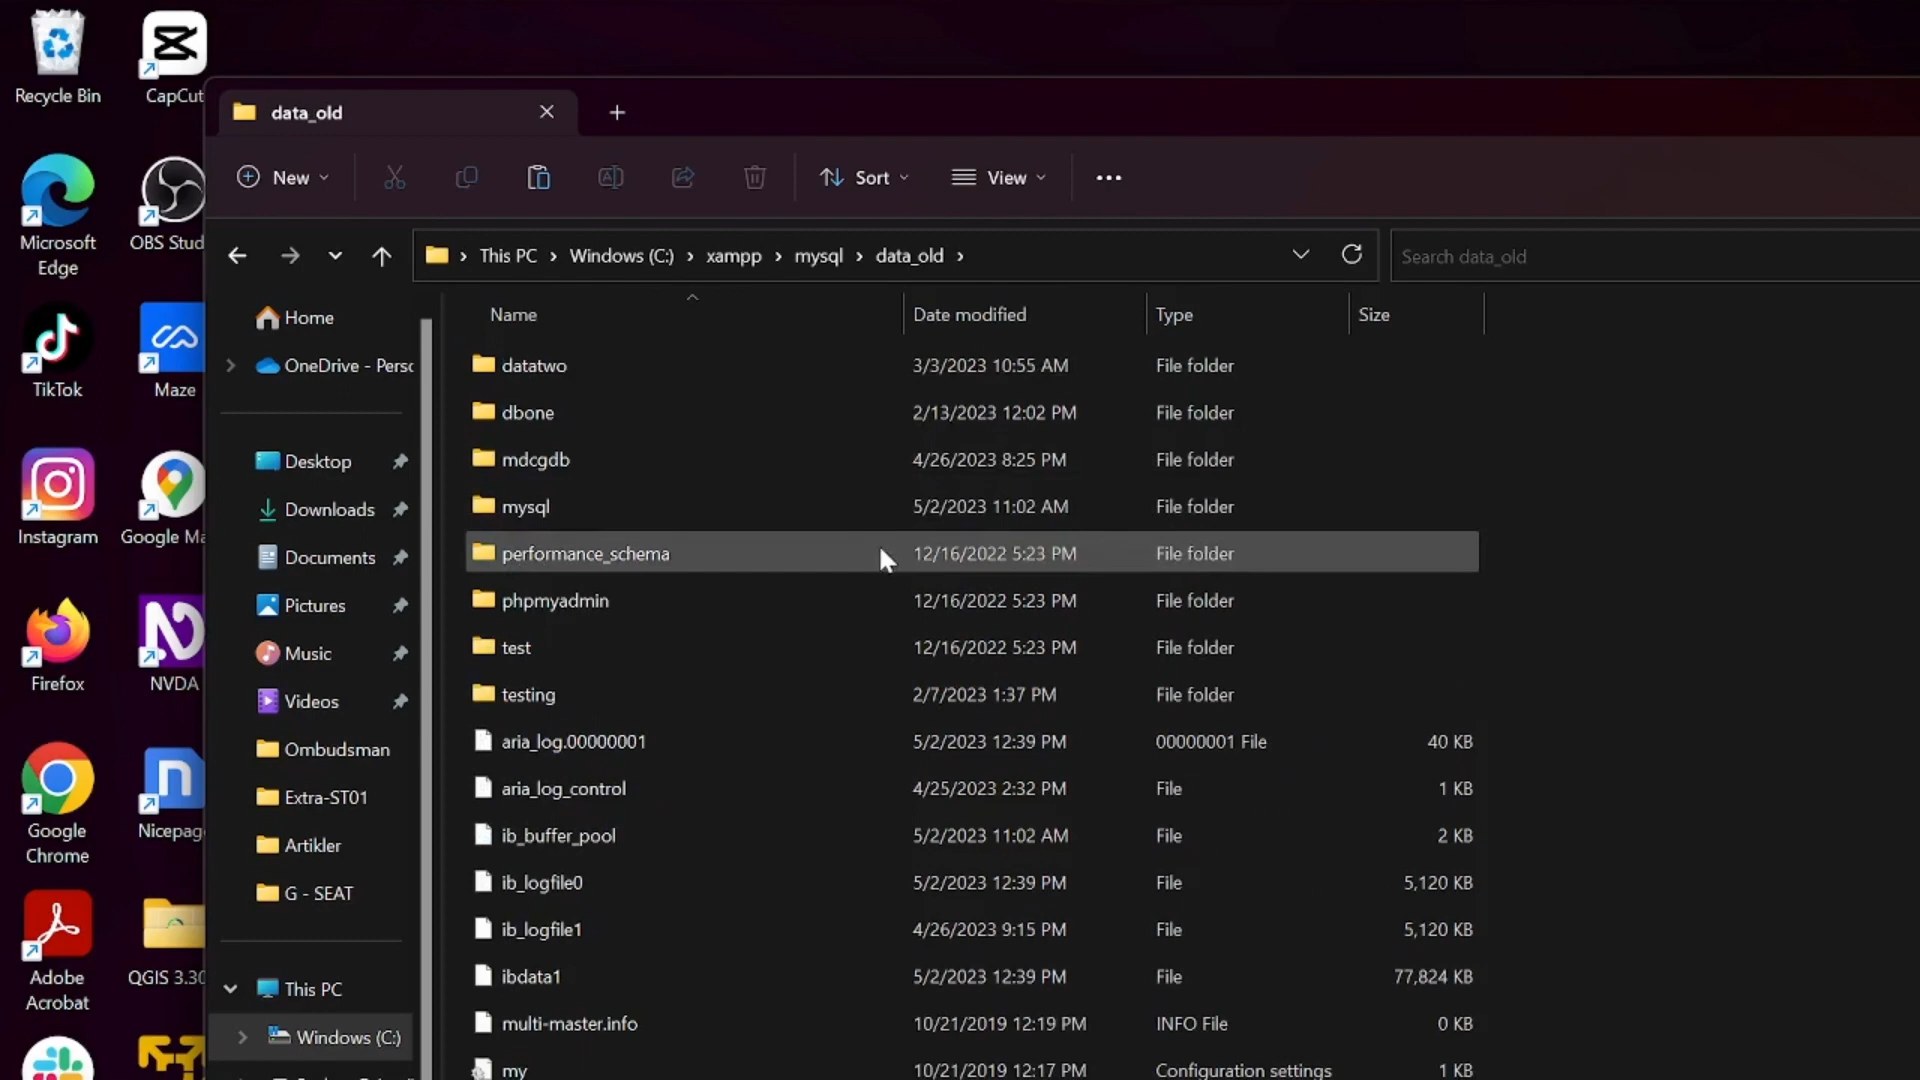 Recycle Bin
CapCut
Microsoft
Edge
OBS Stud
TikTok
Maze
Instagram
Google Ma
Firefox
NVDA
Google
Chrome
Nicepag
Adobe
Acrobat
QGIS 3.30
data_old
New
Sort
View
This PC > Windows (C:) > xampp > mysql > data_old >
Search data_old
Home
OneDrive - Perso
Desktop
Downloads
Documents
Pictures
Music
Videos
Ombudsman
Extra-ST01
Artikler
G - SEAT
This PC
Windows (C:)
Name Date modified Type Size
datatwo 3/3/2023 10:55 AM File folder
dbone 2/13/2023 12:02 PM File folder
mdcgdb 4/26/2023 8:25 PM File folder
mysql 5/2/2023 11:02 AM File folder
performance_schema 12/16/2022 5:23 PM File folder
phpmyadmin 12/16/2022 5:23 PM File folder
test 12/16/2022 5:23 PM File folder
testing 2/7/2023 1:37 PM File folder
aria_log.00000001 5/2/2023 12:39 PM 00000001 File 40 KB
aria_log_control 4/25/2023 2:32 PM File 1 KB
ib_buffer_pool 5/2/2023 11:02 AM File 2 KB
ib_logfile0 5/2/2023 12:39 PM File 5,120 KB
ib_logfile1 4/26/2023 9:15 PM File 5,120 KB
ibdata1 5/2/2023 12:39 PM File 77,824 KB
multi-master.info 10/21/2019 12:19 PM INFO File 0 KB
my 10/21/2019 12:17 PM Configuration settings 1 KB